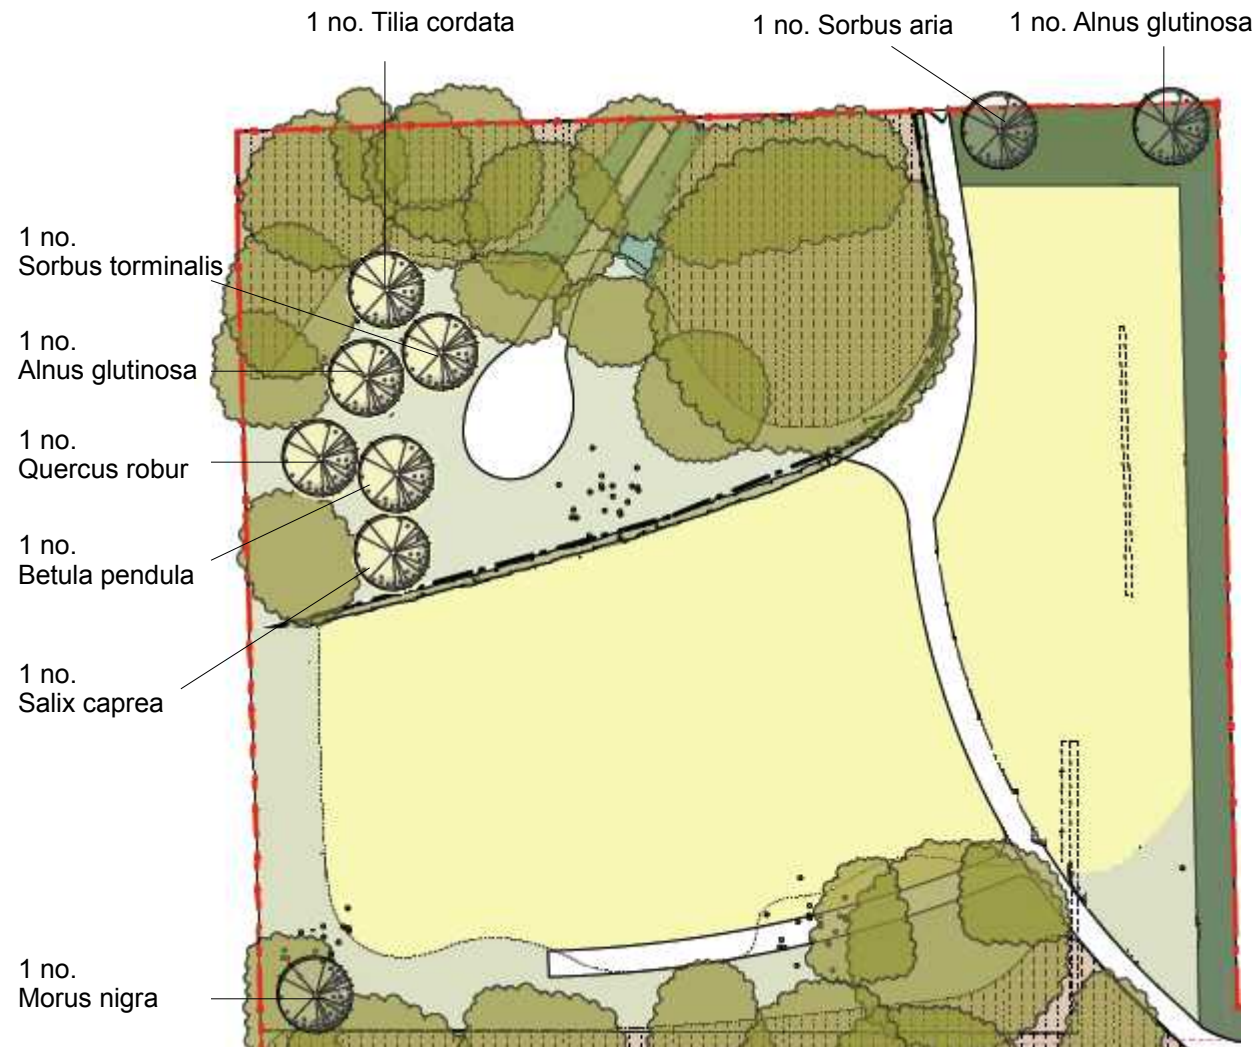 1 no. Tilia cordata
1 no. Sorbus aria
1 no. Alnus glutinosa
1 no.
Sorbus torminalis
1 no.
Alnus glutinosa
1 no.
Quercus robur
1 no.
Betula pendula
1 no.
Salix caprea
1 no.
Morus nigra